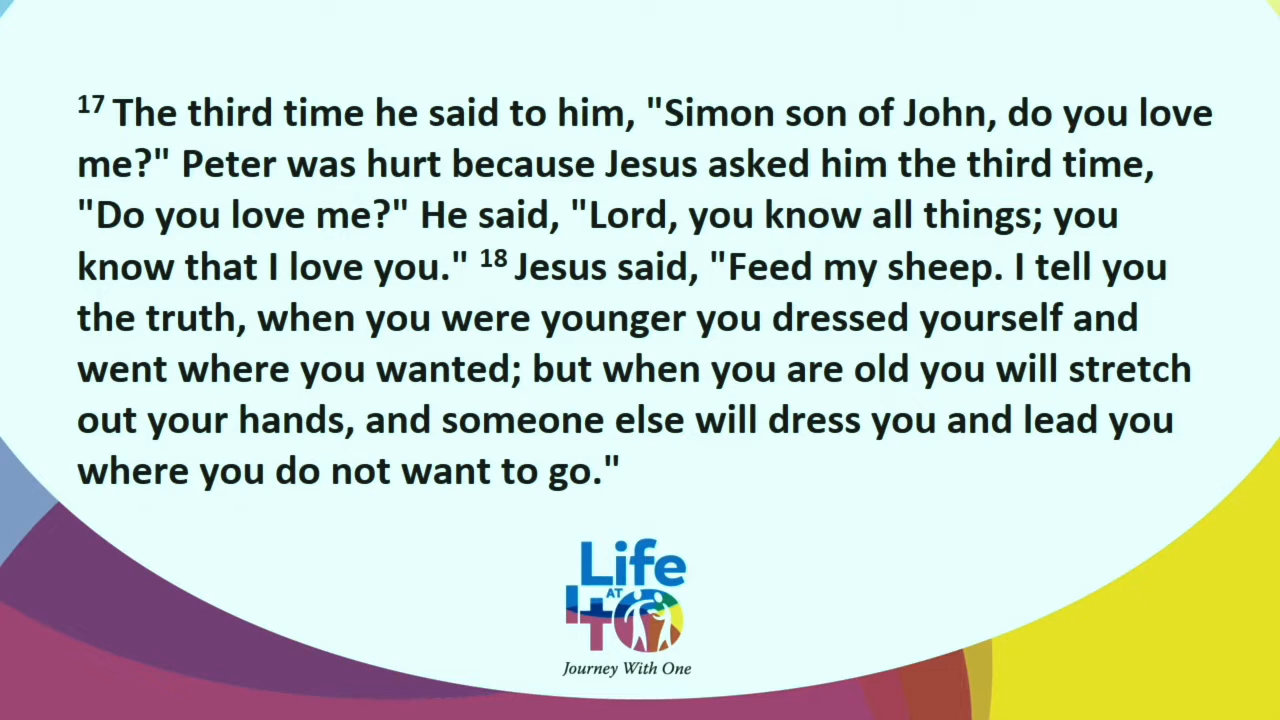 17 The third time he said to him, "Simon son of John, do you love
me?" Peter was hurt because Jesus asked him the third time,
"Do you love me?" He said, "Lord, you know all things; you
know that I love you." 18 Jesus said, "Feed my sheep. I tell you
the truth, when you were younger you dressed yourself and
went where you wanted; but when you are old you will stretch
out your hands, and someone else will dress you and lead you
where you do not want to go."
Life
AT
Journey With One